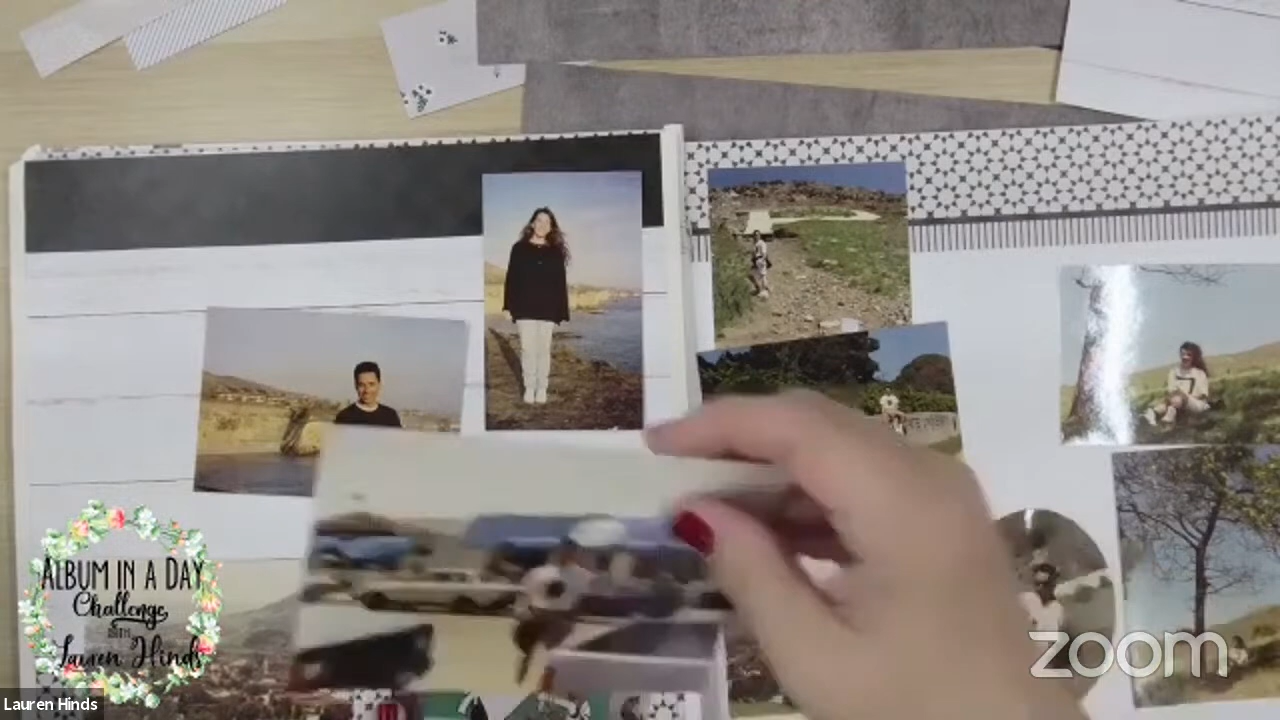 ALBUM IN A DAY
Challenge
WITH
Lauren Hinds
Lauren Hinds
zoom